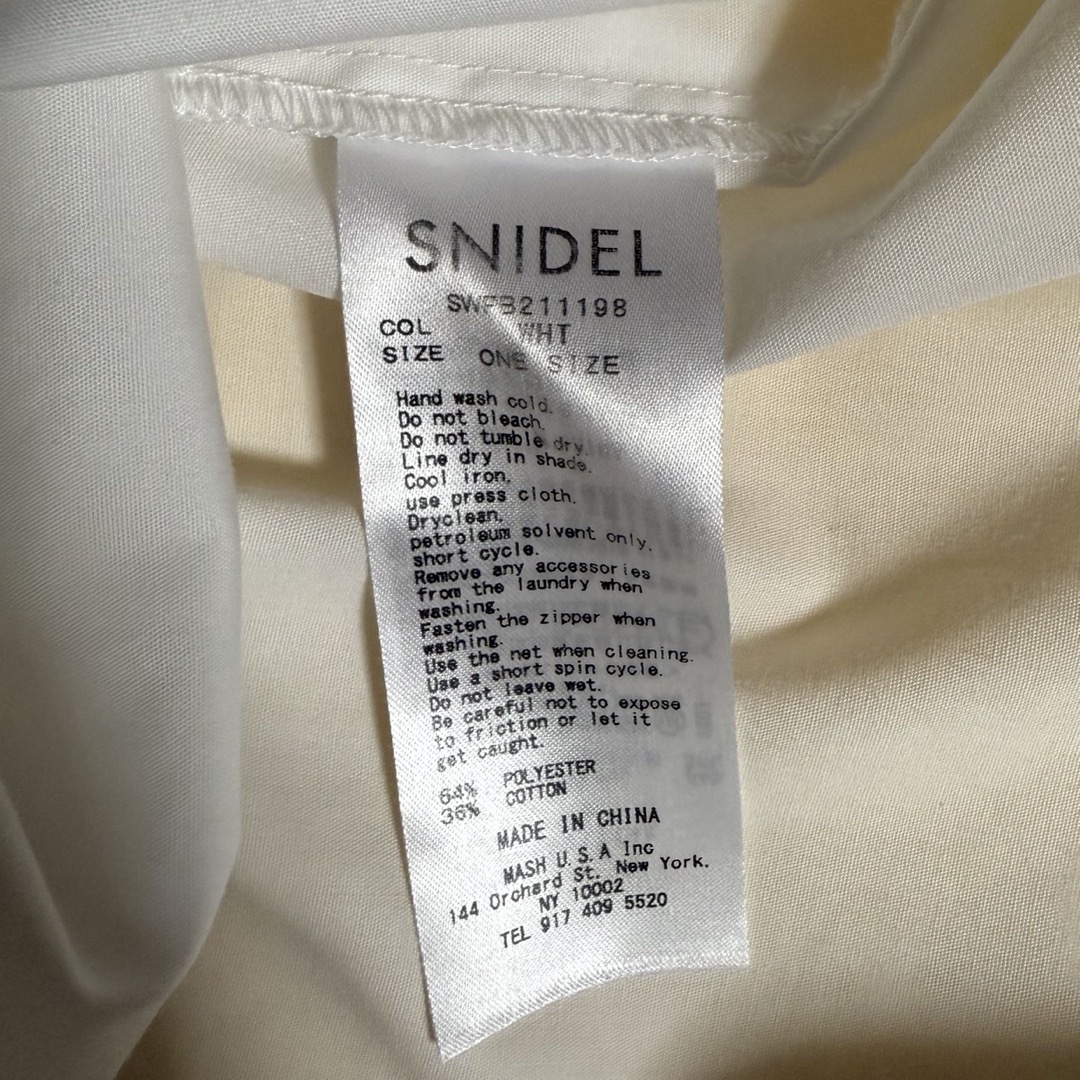 SNIDEL
SWFB211198
COL WHT
SIZE ONE SIZE
Hand wash cold.
Do not bleach.
Do not tumble dry.
Line dry in shade.
Cool iron.
use press cloth.
Dryclean.
petroleum solvent only.
short cycle.
Remove any accessories
from the laundry when
washing.
Fasten the zipper when
washing.
Use the net when cleaning.
Use a short spin cycle.
Do not leave wet.
Be careful not to expose
to friction or let it
get caught.
64% POLYESTER
36% COTTON
MADE IN CHINA
MASH U.S.A Inc
144 Orchard St. New York.
NY 10002
TEL 917 409 5520